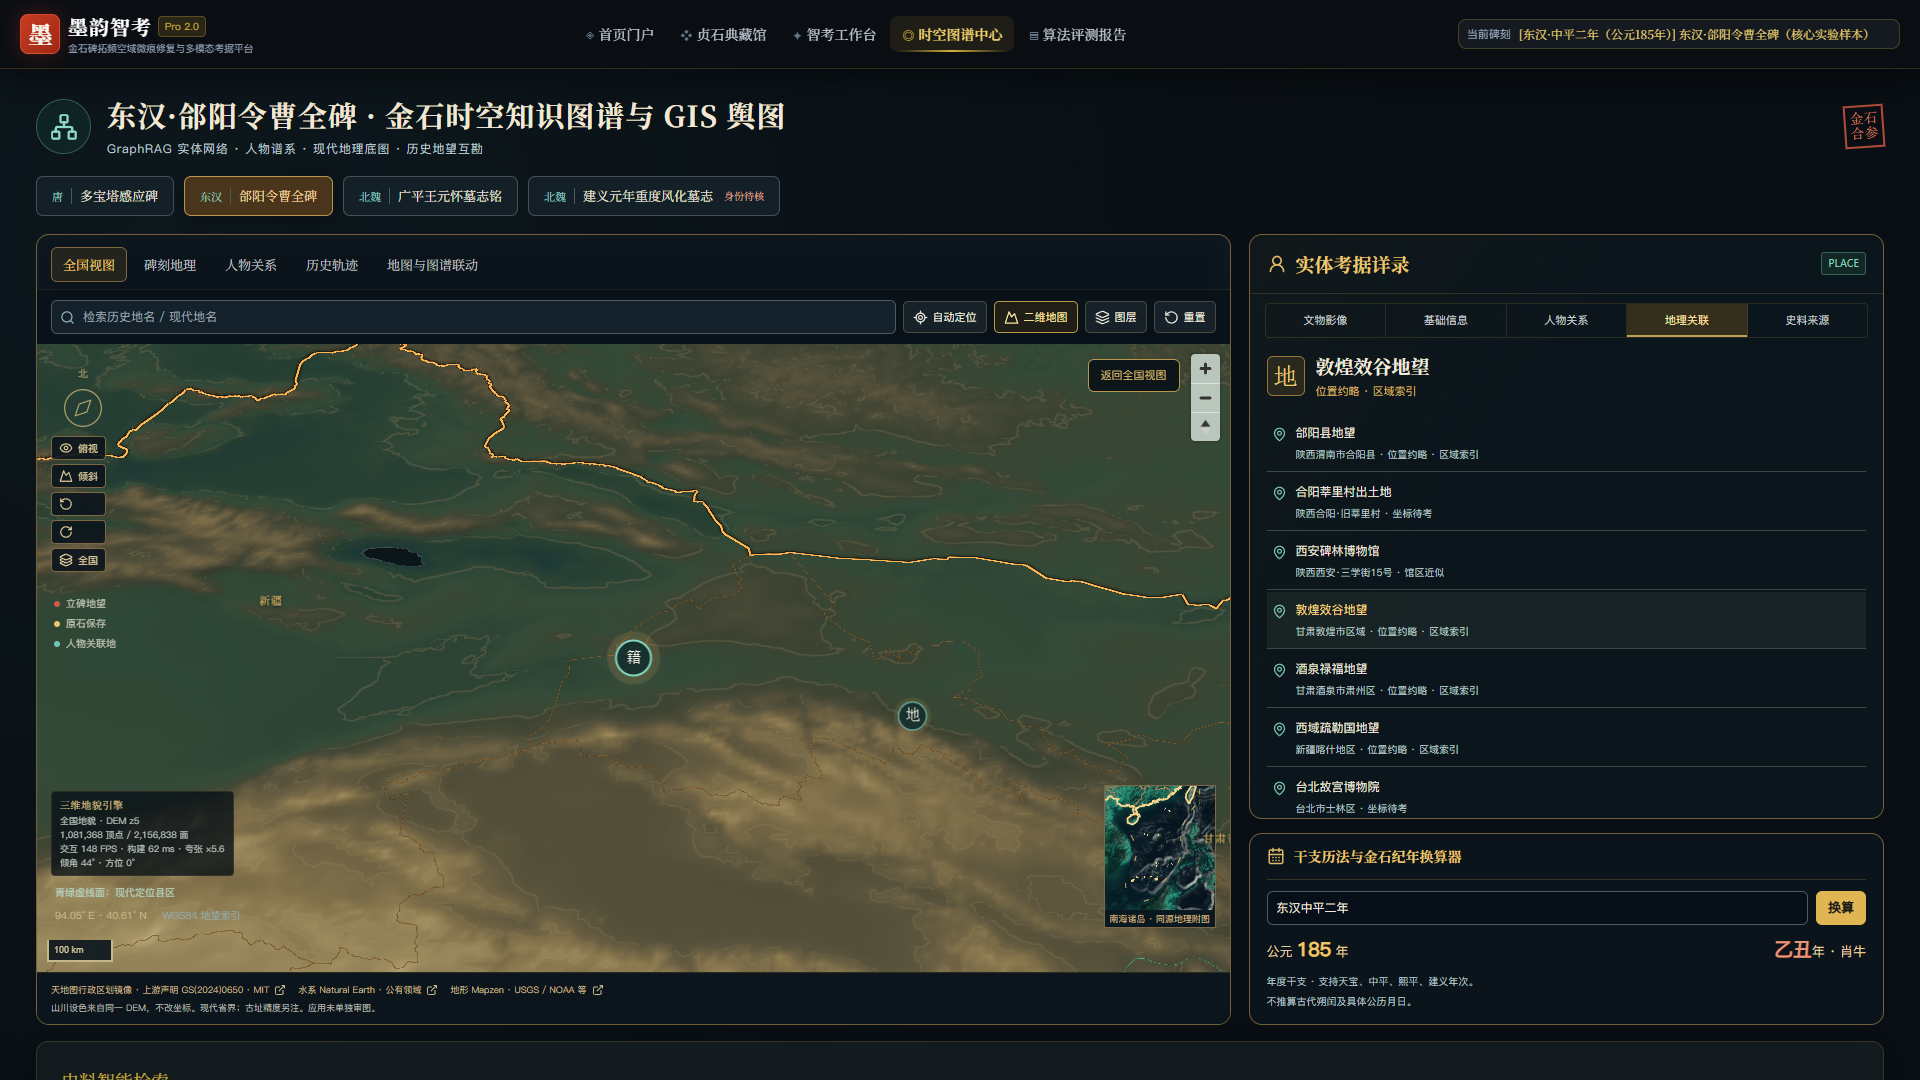 墨 墨韵智考 Pro 2.0
金石碑拓频空域微痕修复与多模态考据平台
首页门户 贞石典藏馆 智考工作台 时空图谱中心 算法评测报告
当前碑刻 [东汉·中平二年（公元185年）] 东汉·郃阳令曹全碑（核心实验样本）
东汉·郃阳令曹全碑 · 金石时空知识图谱与 GIS 舆图
GraphRAG 实体网络 · 人物谱系 · 现代地理底图 · 历史地望互勘
金石
合参
唐 多宝塔感应碑
东汉 郃阳令曹全碑
北魏 广平王元怀墓志铭
北魏 建义元年重度风化墓志 身份待核
全国视图 碑刻地理 人物关系 历史轨迹 地图与图谱联动
检索历史地名 / 现代地名
自动定位 二维地图 图层 重置
返回全国视图
北
俯视
倾斜
全国
立碑地望
原石保存
人物关联地
新疆
籍
地
甘肃
三维地貌引擎
全国地貌 · DEM z5
1,081,368 顶点 / 2,156,838 面
交互 148 FPS · 构建 62 ms · 夸张 ×5.6
倾角 44° · 方位 0°
青绿虚线面：现代定位县区
94.05° E · 40.61° N WGS84 地望索引
100 km
南海诸岛 · 同源地理附图
天地图行政区划镜像 · 上游声明 GS(2024)0650 · MIT 水系 Natural Earth · 公有领域 地形 Mapzen · USGS / NOAA 等
山川设色来自同一 DEM，不改坐标。现代省界；古址精度另注。应用未单独审图。
实体考据详录 PLACE
文物影像 基础信息 人物关系 地理关联 史料来源
地 敦煌效谷地望
位置约略 · 区域索引
郃阳县地望
陕西渭南市合阳县 · 位置约略 · 区域索引
合阳莘里村出土地
陕西合阳·旧莘里村 · 坐标待考
西安碑林博物馆
陕西西安·三学街15号 · 馆区近似
敦煌效谷地望
甘肃敦煌市区域 · 位置约略 · 区域索引
酒泉禄福地望
甘肃酒泉市肃州区 · 位置约略 · 区域索引
西域疏勒国地望
新疆喀什地区 · 位置约略 · 区域索引
台北故宫博物院
台北市士林区 · 坐标待考
干支历法与金石纪年换算器
东汉中平二年 换算
公元 185 年 乙丑年 · 肖牛
年度干支 · 支持天宝、中平、熙平、建义年次。
不推算古代朔闰及具体公历月日。
史料智能检索